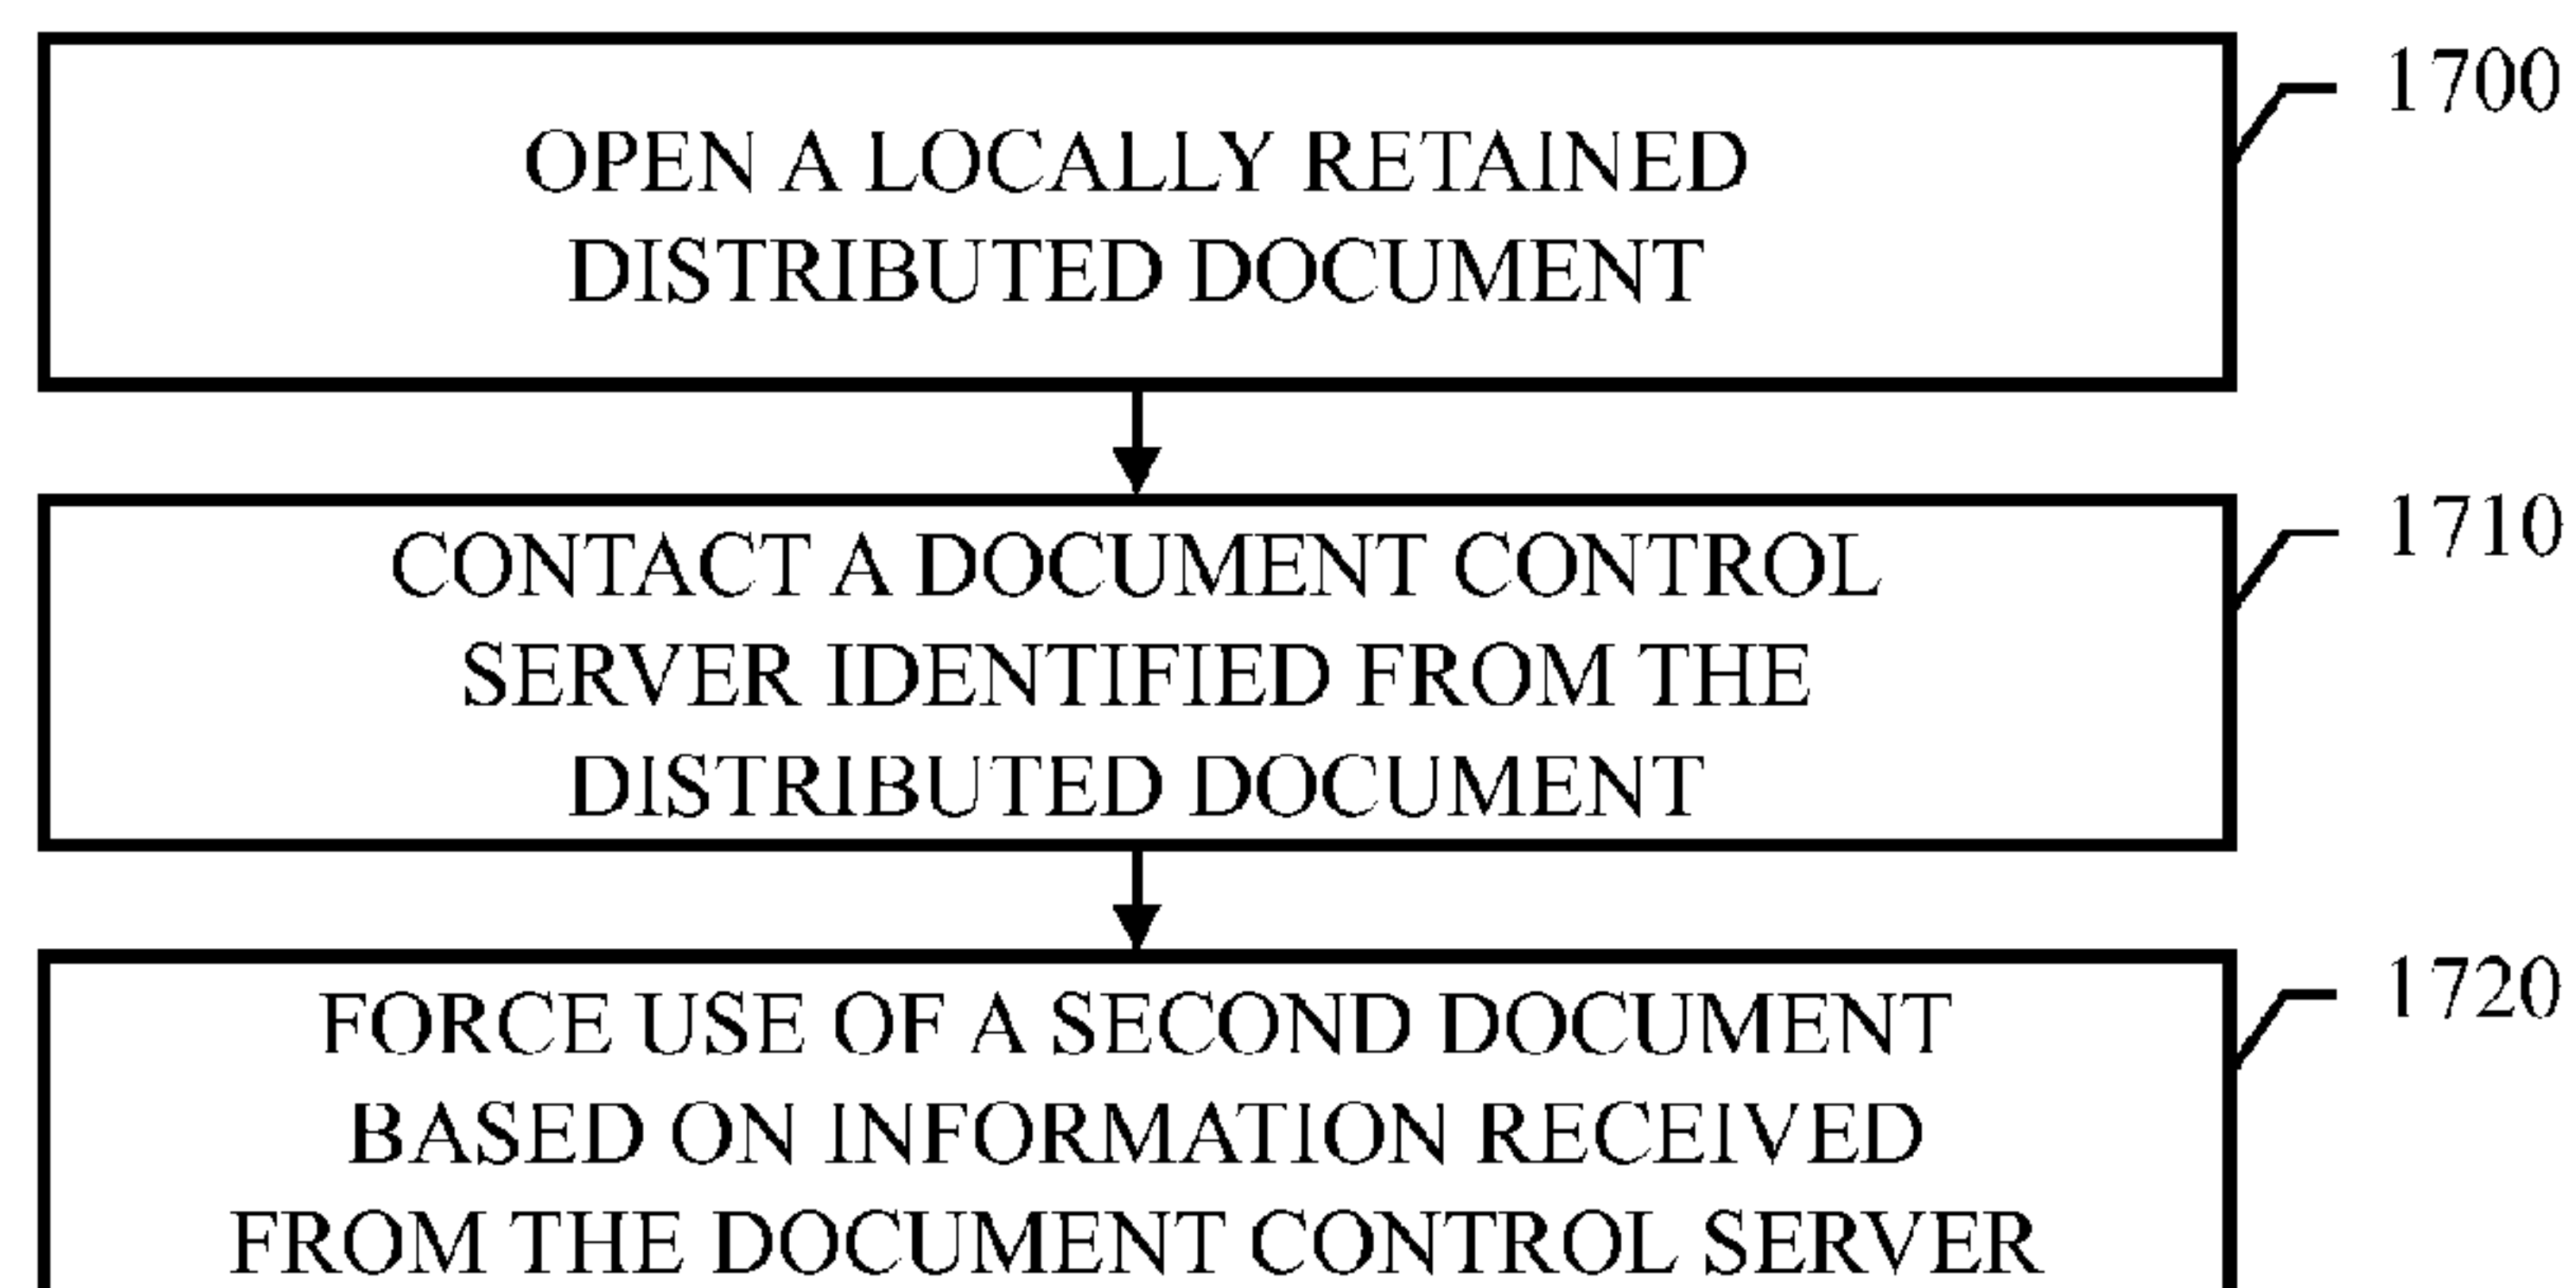 1700
OPEN A LOCALLY RETAINED
DISTRIBUTED DOCUMENT
1710
CONTACT A DOCUMENT CONTROL
SERVER IDENTIFIED FROM THE
DISTRIBUTED DOCUMENT
1720
FORCE USE OF A SECOND DOCUMENT
BASED ON INFORMATION RECEIVED
FROM THE DOCUMENT CONTROL SERVER